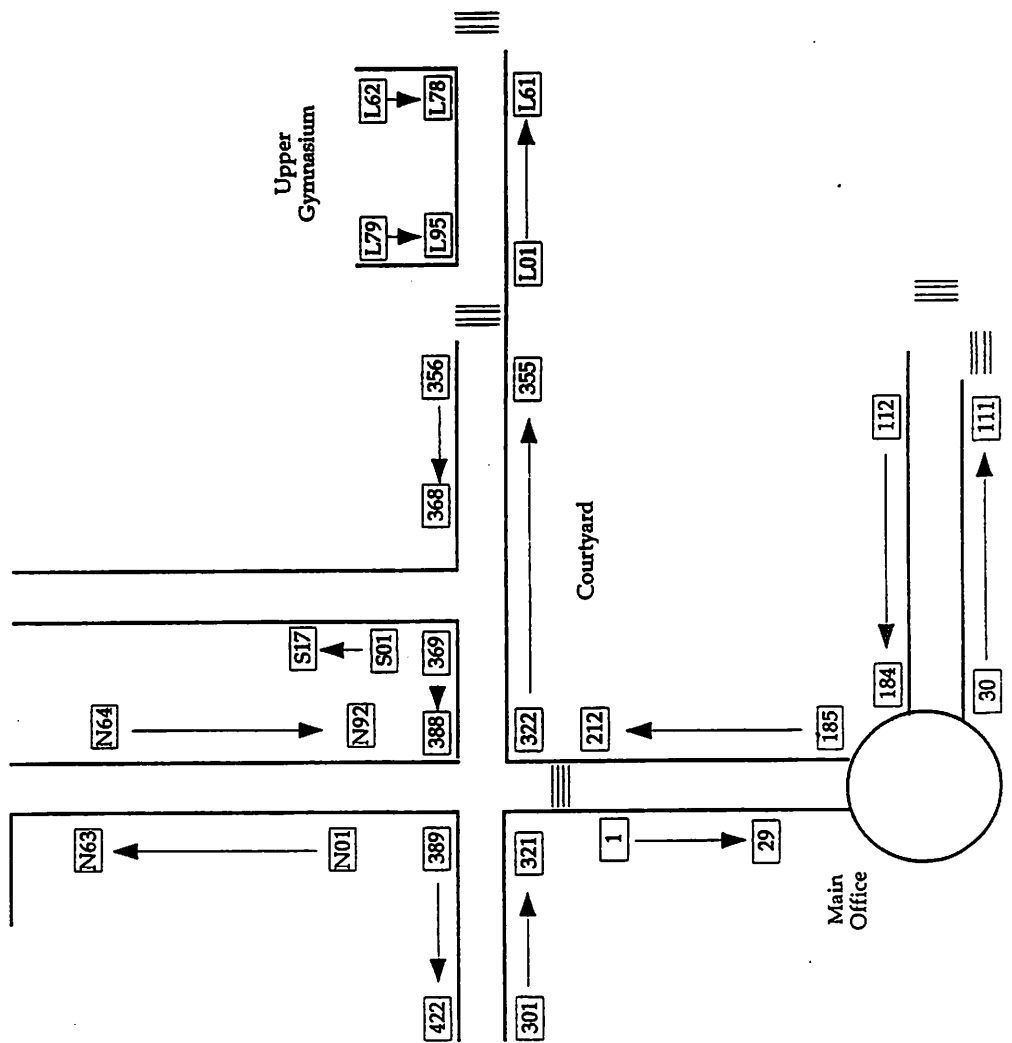 N63
N64
Upper
Gymnasium
S17
N01
N92
L79
L62
S01
422
389
388
369
368
356
L95
L78
301
321
322
355
L01
L61
Courtyard
1
212
29
185
Main
Office
184
112
30
111